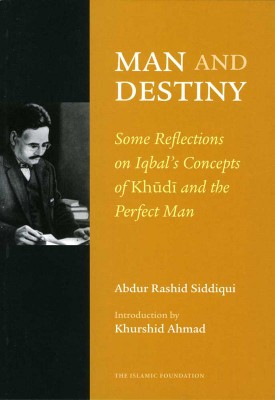 MAN AND
DESTINY
Some Reflections
on Iqbal's Concepts
of Khūdī and the
Perfect Man
Abdur Rashid Siddiqui
Introduction by
Khurshid Ahmad
THE ISLAMIC FOUNDATION